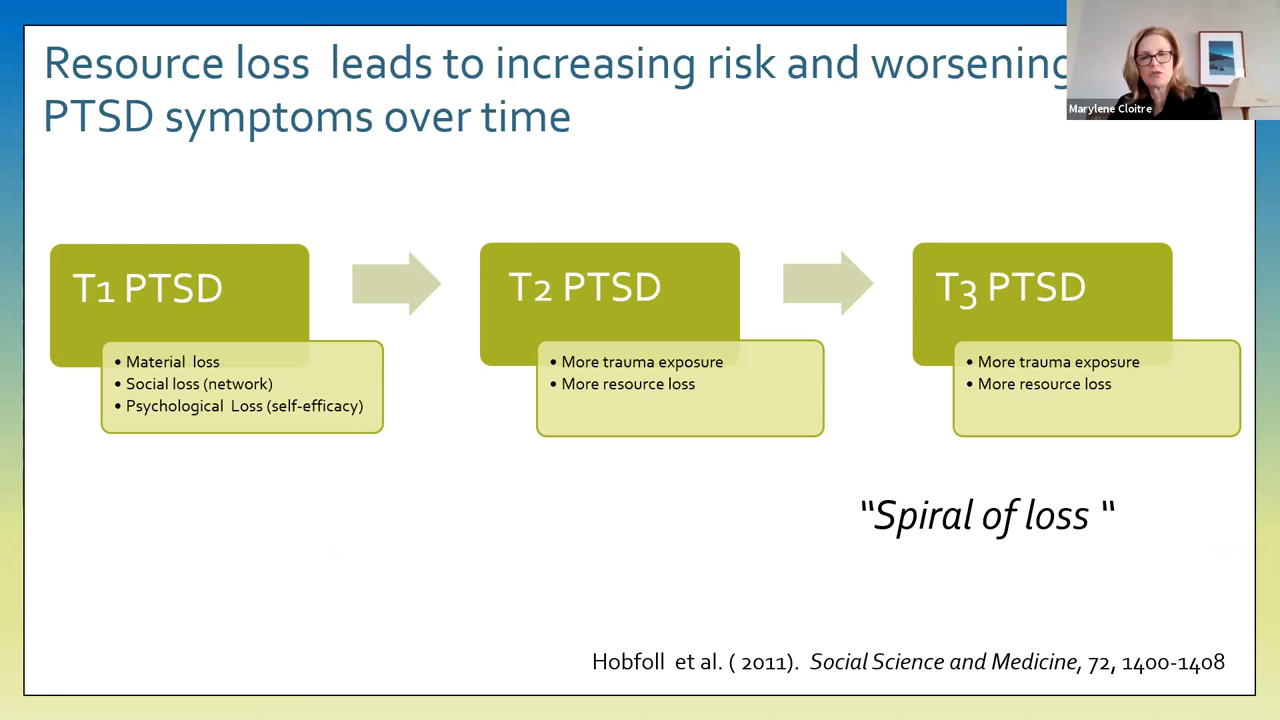 Resource loss leads to increasing risk and worsening
PTSD symptoms over time
Marylene Cloitre
T1 PTSD
• Material loss
• Social loss (network)
• Psychological Loss (self-efficacy)
T2 PTSD
• More trauma exposure
• More resource loss
T3 PTSD
• More trauma exposure
• More resource loss
“Spiral of loss “
Hobfoll et al. ( 2011). Social Science and Medicine, 72, 1400-1408